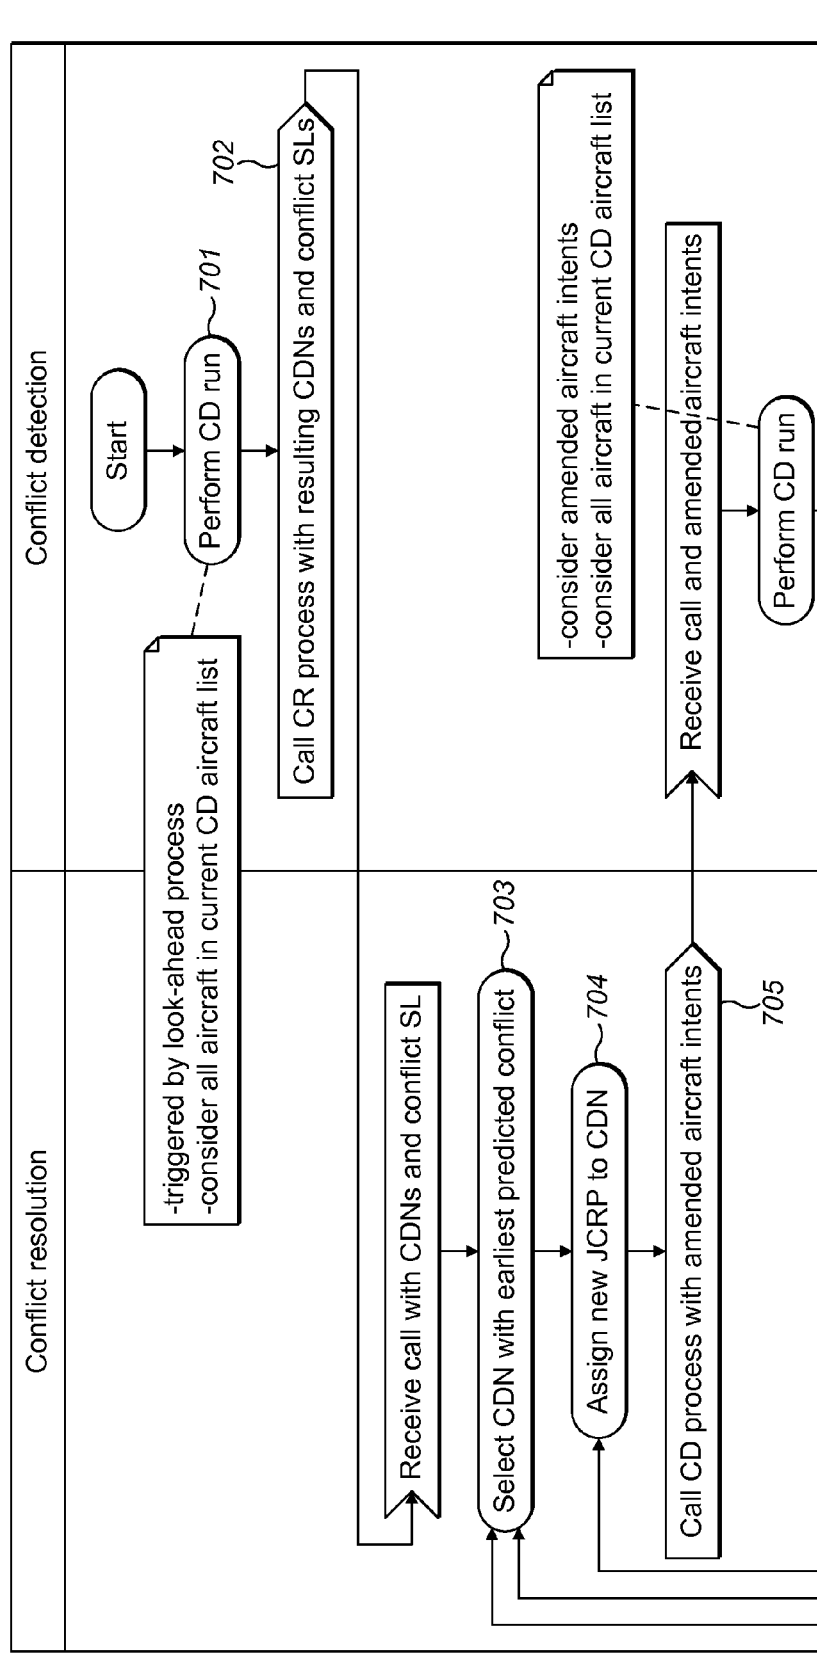 Conflict resolution
Conflict detection
Start
Perform CD run
701
-triggered by look-ahead process
-consider all aircraft in current CD aircraft list
Call CR process with resulting CDNs and conflict SLs
702
Receive call with CDNs and conflict SL
Select CDN with earliest predicted conflict
703
Assign new JCRP to CDN
704
Call CD process with amended aircraft intents
705
-consider amended aircraft intents
-consider all aircraft in current CD aircraft list
Receive call and amended aircraft intents
Perform CD run